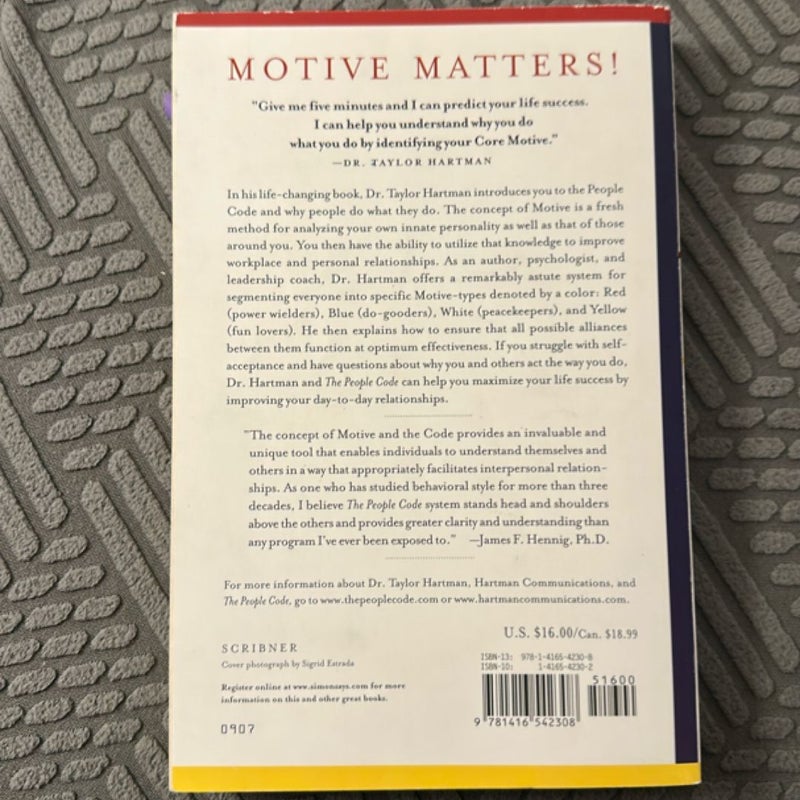 MOTIVE MATTERS!
"Give me five minutes and I can predict your life success.
I can help you understand why you do
what you do by identifying your Core Motive."
—DR. TAYLOR HARTMAN
In his life-changing book, Dr. Taylor Hartman introduces you to the People
Code and why people do what they do. The concept of Motive is a fresh
method for analyzing your own innate personality as well as that of those
around you. You then have the ability to utilize that knowledge to improve
workplace and personal relationships. As an author, psychologist, and
leadership coach, Dr. Hartman offers a remarkably astute system for
segmenting everyone into specific Motive-types denoted by a color: Red
(power wielders), Blue (do-gooders), White (peacekeepers), and Yellow
(fun lovers). He then explains how to ensure that all possible alliances
between them function at optimum effectiveness. If you struggle with self-
acceptance and have questions about why you and others act the way you do,
Dr. Hartman and The People Code can help you maximize your life success by
improving your day-to-day relationships.
"The concept of Motive and the Code provides an invaluable and
unique tool that enables individuals to understand themselves and
others in a way that appropriately facilitates interpersonal relation-
ships. As one who has studied behavioral style for more than three
decades, I believe The People Code system stands head and shoulders
above the others and provides greater clarity and understanding than
any program I've ever been exposed to." —James F. Hennig, Ph.D.
For more information about Dr. Taylor Hartman, Hartman Communications, and
The People Code, go to www.thepeoplecode.com or www.hartmancommunications.com.
U.S. $16.00/Can. $18.99
SCRIBNER
Cover photograph by Sigrid Estrada
Register online at www.simonsays.com for more
information on this and other great books.
0907
ISBN-13: 978-1-4165-4230-8
ISBN-10: 1-4165-4230-2
51600
9 781416 542308